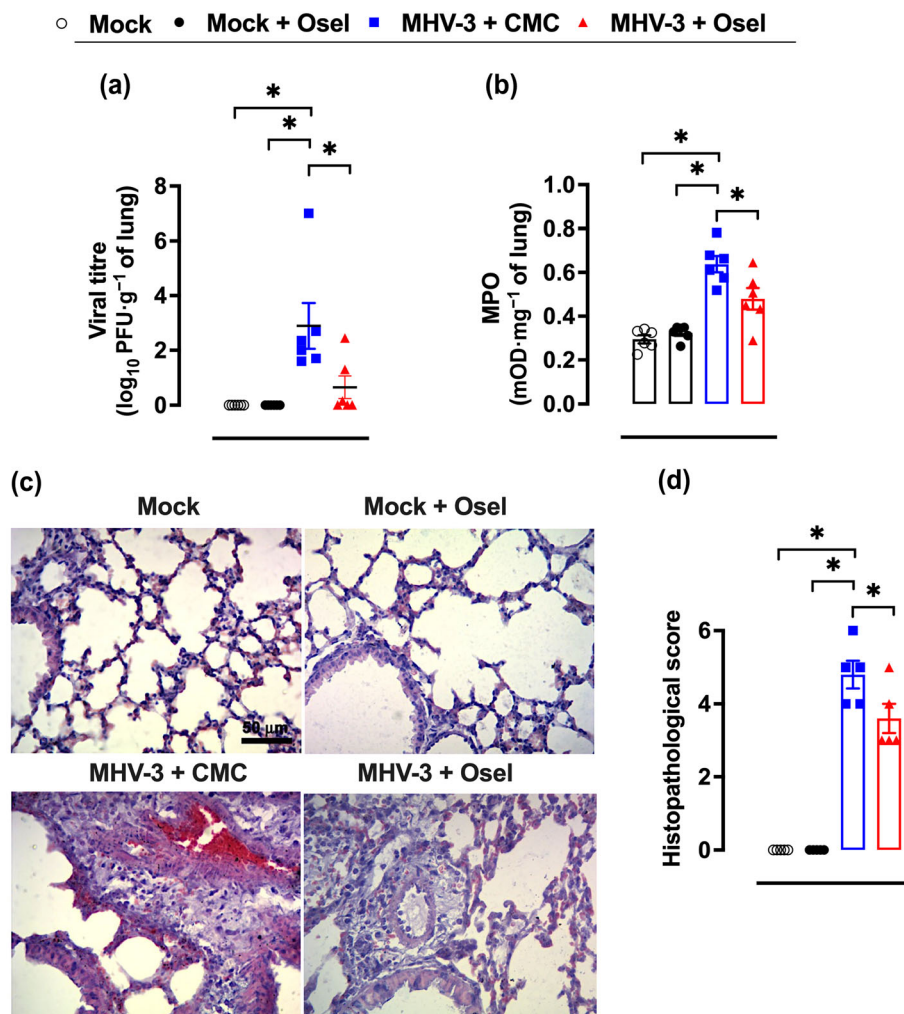 ○ Mock ● Mock + Osel ■ MHV-3 + CMC ▲ MHV-3 + Osel
(a)
*
*
*
Viral titre
(log₁₀ PFU·g⁻¹ of lung)
8
6
4
2
0
(b)
*
*
*
MPO
(mOD·mg⁻¹ of lung)
1.0
0.8
0.6
0.4
0.2
0.0
(c)
Mock
Mock + Osel
50 µm
MHV-3 + CMC
MHV-3 + Osel
(d)
*
*
*
Histopathological score
6
4
2
0